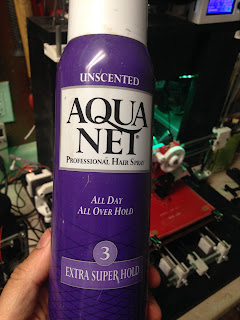 UNSCENTED
AQUA
NET
PROFESSIONAL HAIR SPRAY
ALL DAY
ALL OVER HOLD
3
EXTRA SUPER HOLD